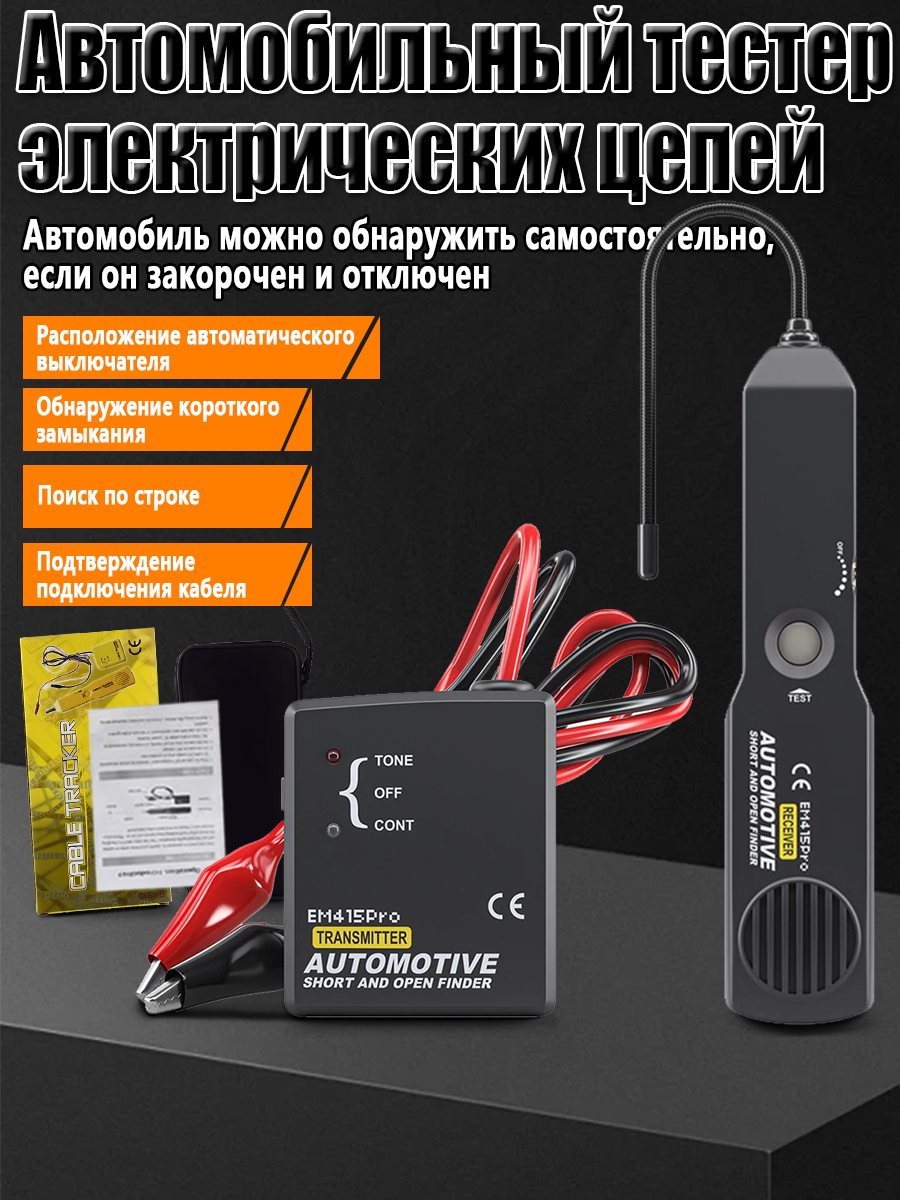 Автомобильный тестер
электрических цепей
Автомобиль можно обнаружить самостоятельно,
если он закорочен и отключен
Расположение автоматического
выключателя
Обнаружение короткого
замыкания
Поиск по строке
Подтверждение
подключения кабеля
CE
CABLE TRACKER
TONE
OFF
CONT
EM415Pro
CE
TRANSMITTER
AUTOMOTIVE
SHORT AND OPEN FINDER
OFF
TEST
CE
EM415Pro
RECEIVER
AUTOMOTIVE
SHORT AND OPEN FINDER